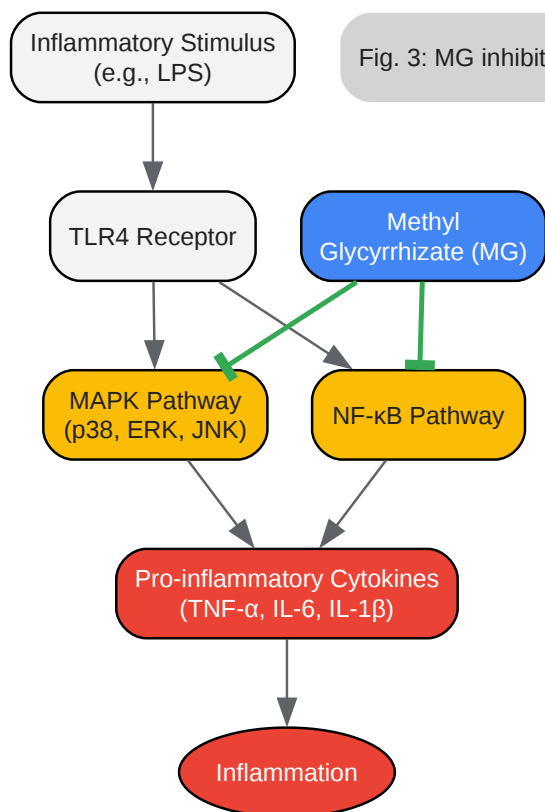 Inflammatory Stimulus
(e.g., LPS)
Fig. 3: MG inhibit
TLR4 Receptor
Methyl
Glycyrrhizate (MG)
MAPK Pathway
(p38, ERK, JNK)
NF-κB Pathway
Pro-inflammatory Cytokines
(TNF-α, IL-6, IL-1β)
Inflammation